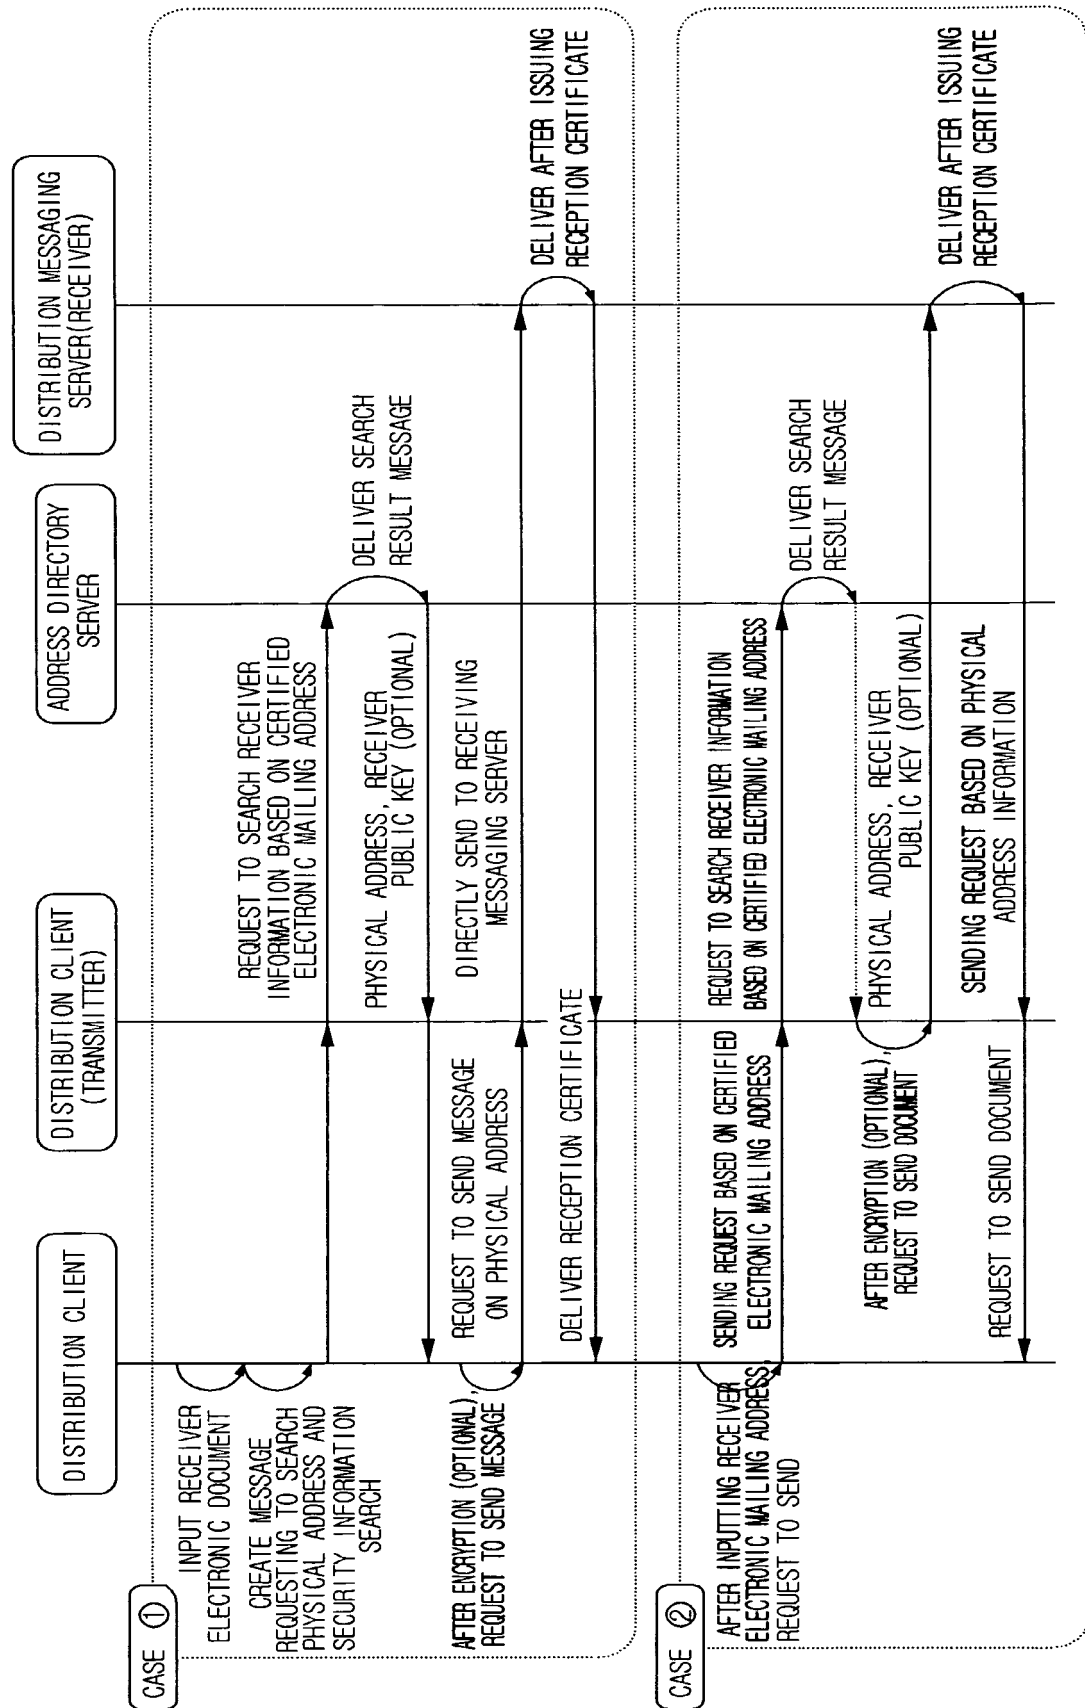 DISTRIBUTION CLIENT
DISTRIBUTION CLIENT
(TRANSMITTER)
ADDRESS DIRECTORY
SERVER
DISTRIBUTION MESSAGING
SERVER(RECEIVER)
CASE ①
INPUT RECEIVER
ELECTRONIC DOCUMENT
CREATE MESSAGE
REQUESTING TO SEARCH
PHYSICAL ADDRESS AND
SECURITY INFORMATION
SEARCH
REQUEST TO SEARCH RECEIVER
INFORMATION BASED ON CERTIFIED
ELECTRONIC MAILING ADDRESS
DELIVER SEARCH
RESULT MESSAGE
PHYSICAL ADDRESS, RECEIVER
PUBLIC KEY (OPTIONAL)
AFTER ENCRYPTION (OPTIONAL),
REQUEST TO SEND MESSAGE
REQUEST TO SEND MESSAGE
ON PHYSICAL ADDRESS
DIRECTLY SEND TO RECEIVING
MESSAGING SERVER
DELIVER AFTER ISSUING
RECEPTION CERTIFICATE
DELIVER RECEPTION CERTIFICATE
CASE ②
AFTER INPUTTING RECEIVER
ELECTRONIC MAILING ADDRESS,
REQUEST TO SEND
SENDING REQUEST BASED ON CERTIFIED
ELECTRONIC MAILING ADDRESS
REQUEST TO SEARCH RECEIVER INFORMATION
BASED ON CERTIFIED ELECTRONIC MAILING ADDRESS
DELIVER SEARCH
RESULT MESSAGE
PHYSICAL ADDRESS, RECEIVER
PUBLIC KEY (OPTIONAL)
AFTER ENCRYPTION (OPTIONAL),
REQUEST TO SEND DOCUMENT
SENDING REQUEST BASED ON PHYSICAL
ADDRESS INFORMATION
DELIVER AFTER ISSUING
RECEPTION CERTIFICATE
REQUEST TO SEND DOCUMENT